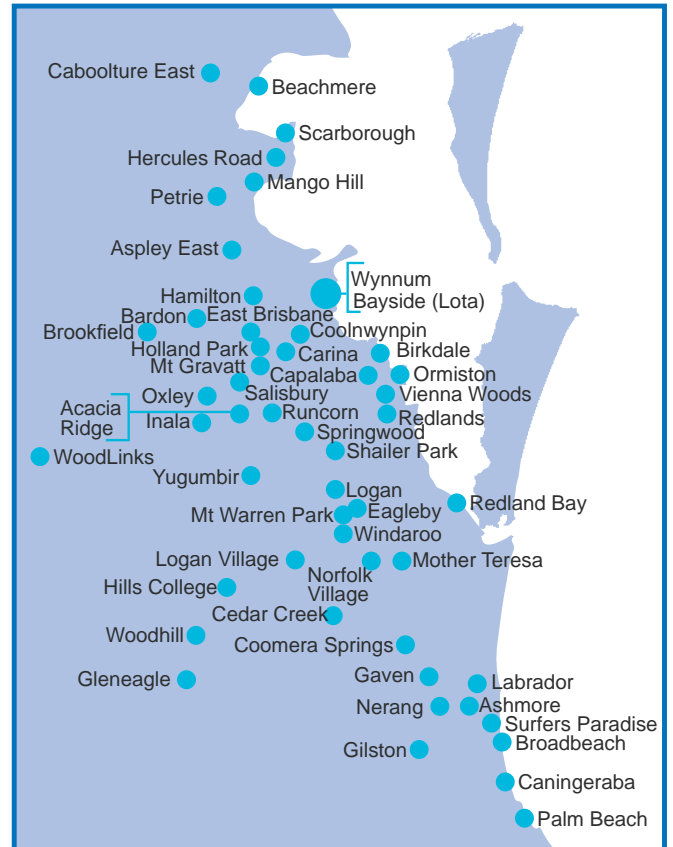 Caboolture East
Beachmere
Scarborough
Hercules Road
Mango Hill
Petrie
Aspley East
Wynnum
Bayside (Lota)
Hamilton
Bardon
East Brisbane
Brookfield
Coolnwynpin
Holland Park
Carina
Birkdale
Mt Gravatt
Capalaba
Ormiston
Salisbury
Oxley
Vienna Woods
Acacia
Ridge
Runcorn
Redlands
Inala
Springwood
Shailer Park
WoodLinks
Yugumbir
Logan
Redland Bay
Eagleby
Mt Warren Park
Windaroo
Logan Village
Norfolk
Village
Mother Teresa
Hills College
Cedar Creek
Woodhill
Coomera Springs
Gaven
Gleneagle
Labrador
Nerang
Ashmore
Surfers Paradise
Broadbeach
Gilston
Caningeraba
Palm Beach